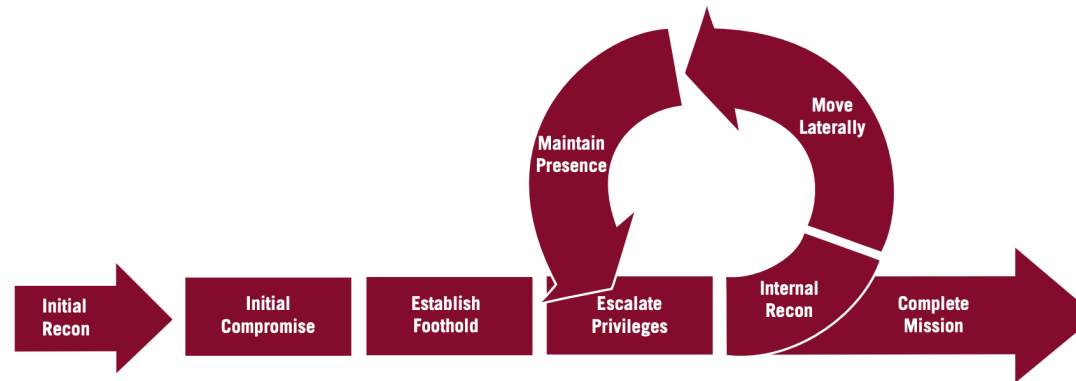 Initial
Recon
Initial
Compromise
Establish
Foothold
Escalate
Privileges
Internal
Recon
Move
Laterally
Maintain
Presence
Complete
Mission